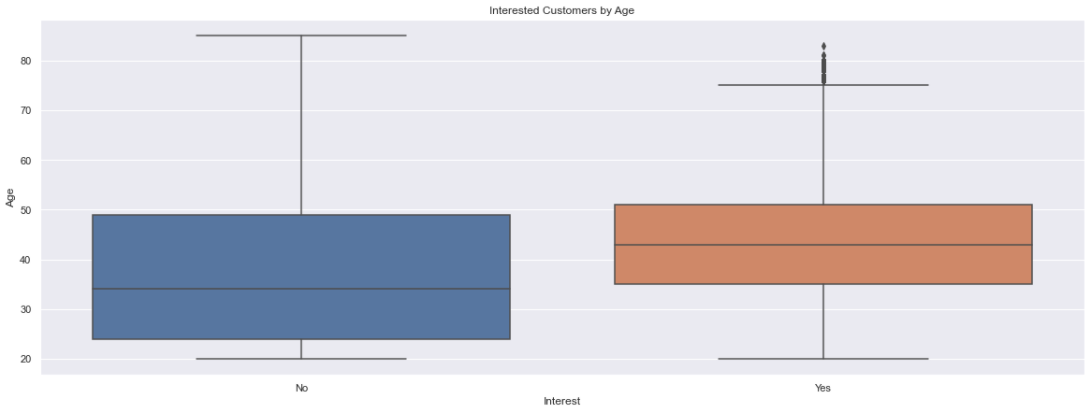 Interested Customers by Age
80
70
60
50
40
30
20
Age
No
Yes
Interest